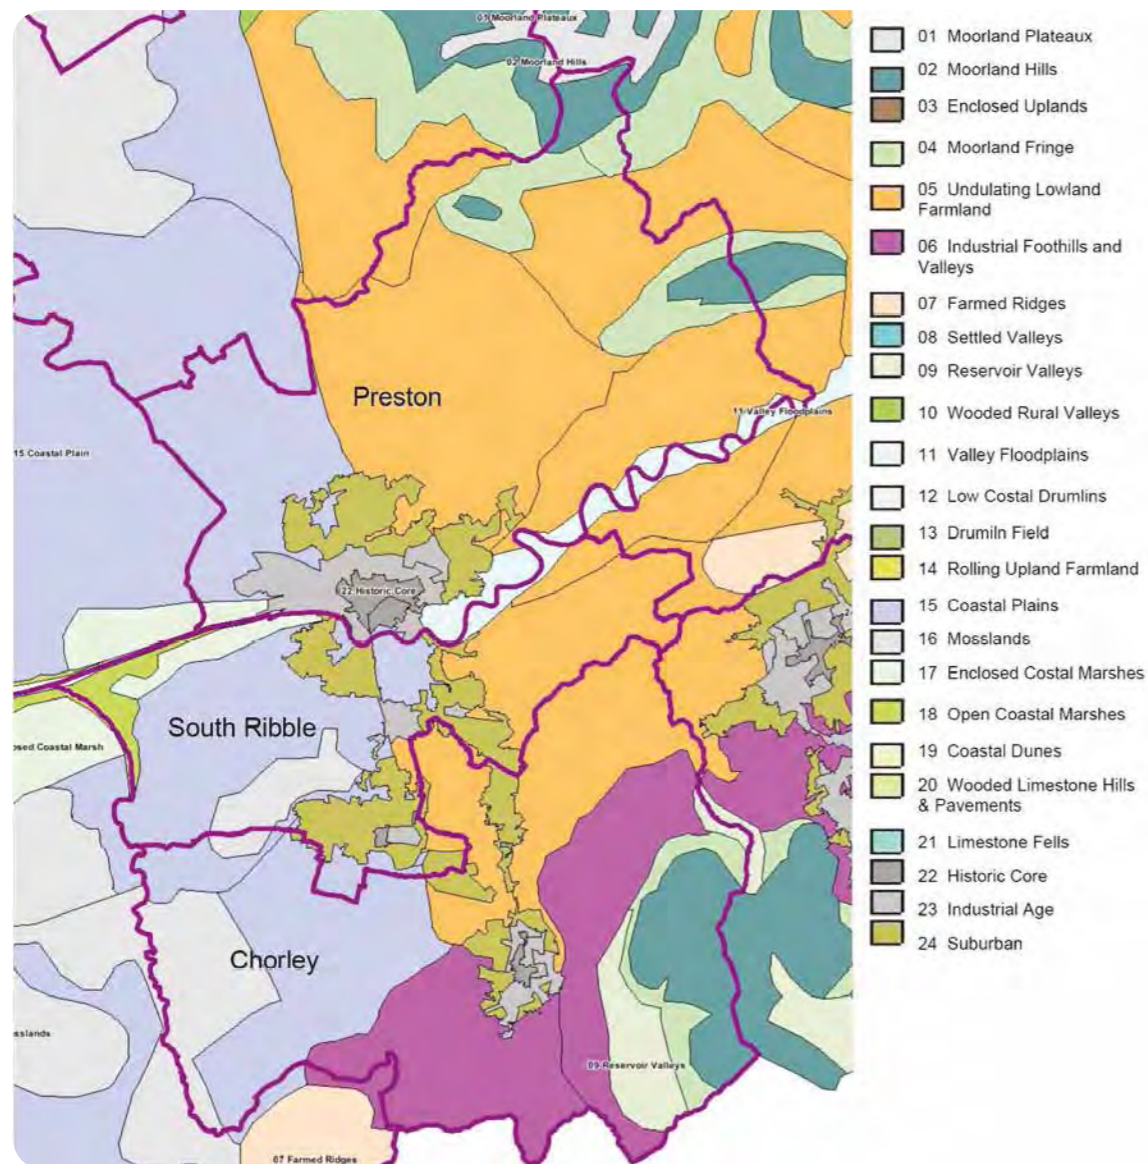 01 Moorland Plateaux
02 Moorland Hills
Preston
11 Valley Floodplains
15 Coastal Plain
22 Historic Core
South Ribble
osed Coastal Marsh
Chorley
sslands
09 Reservoir Valleys
07 Farmed Ridges
01 Moorland Plateaux
02 Moorland Hills
03 Enclosed Uplands
04 Moorland Fringe
05 Undulating Lowland
Farmland
06 Industrial Foothills and
Valleys
07 Farmed Ridges
08 Settled Valleys
09 Reservoir Valleys
10 Wooded Rural Valleys
11 Valley Floodplains
12 Low Costal Drumlins
13 Drumiln Field
14 Rolling Upland Farmland
15 Coastal Plains
16 Mosslands
17 Enclosed Costal Marshes
18 Open Coastal Marshes
19 Coastal Dunes
20 Wooded Limestone Hills
& Pavements
21 Limestone Fells
22 Historic Core
23 Industrial Age
24 Suburban